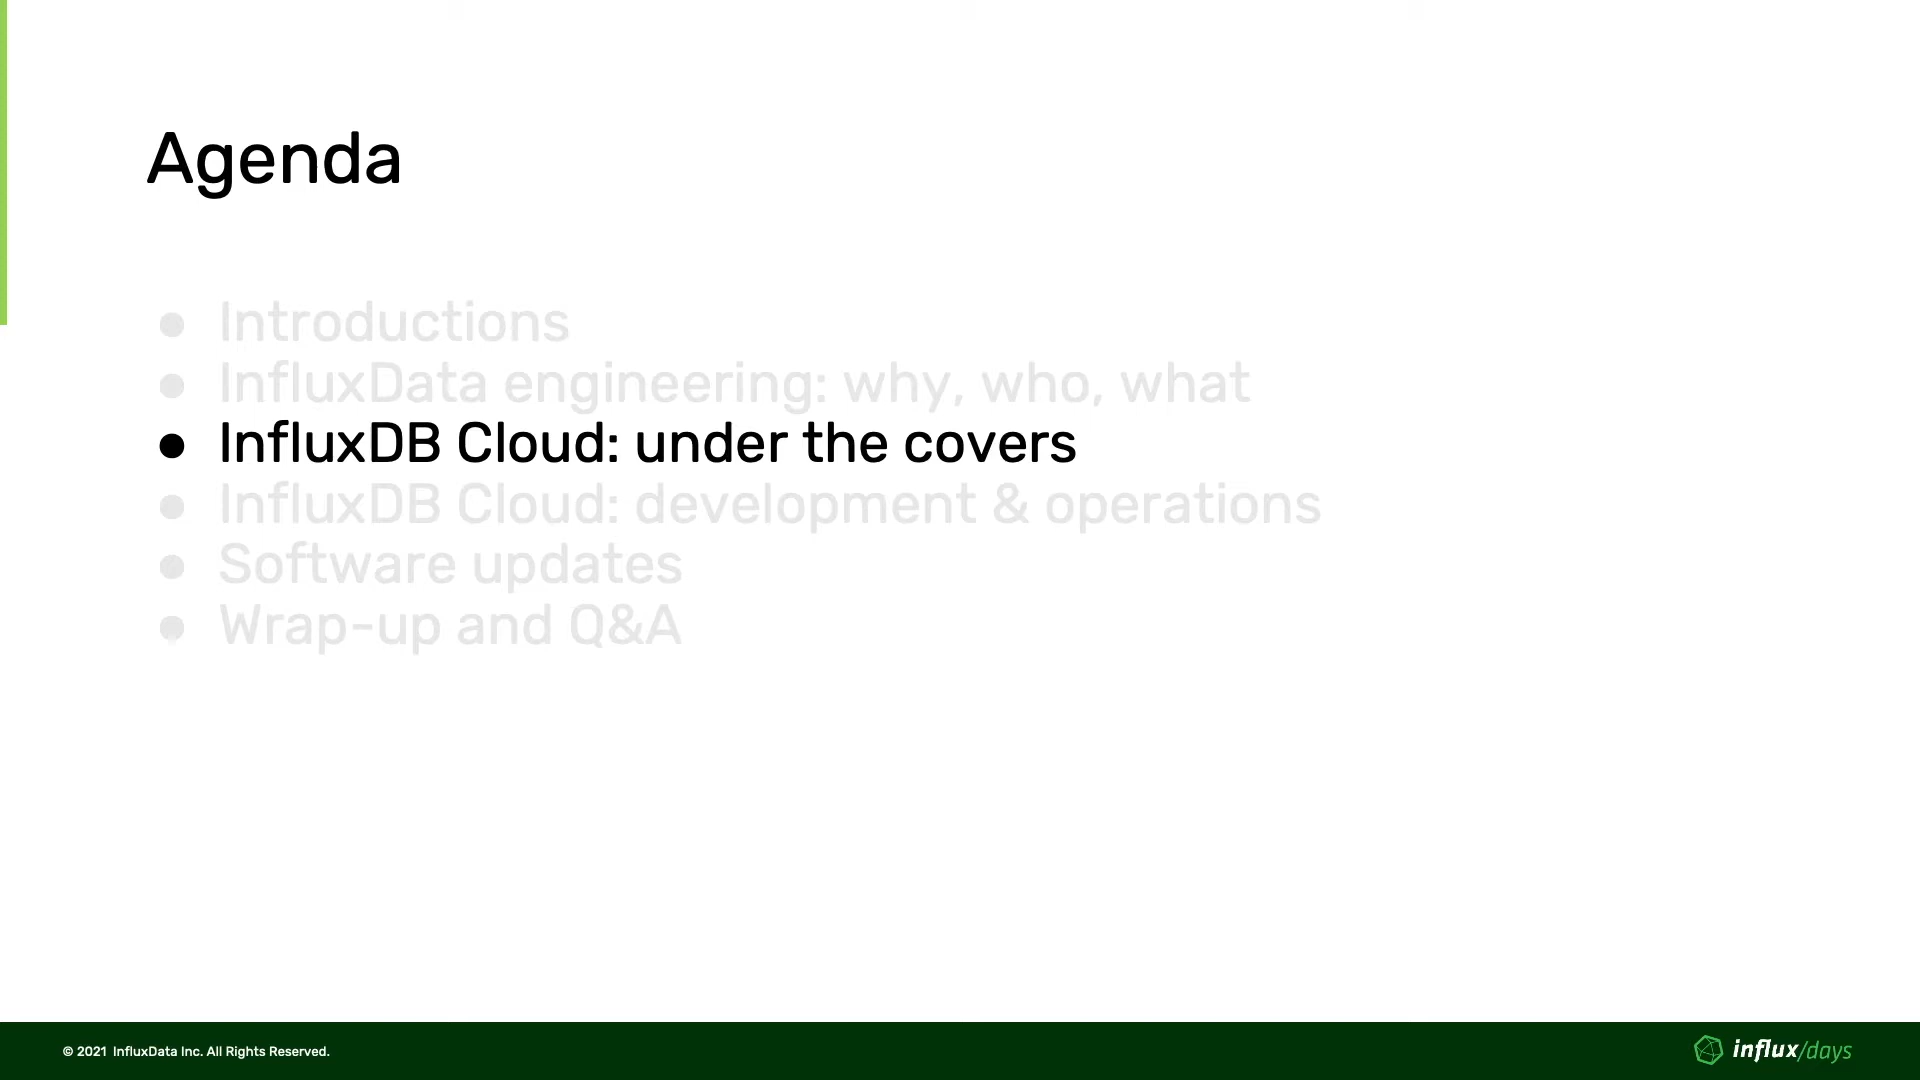 Agenda
● Introductions
● InfluxData engineering: why, who, what
● InfluxDB Cloud: under the covers
● InfluxDB Cloud: development & operations
● Software updates
● Wrap-up and Q&A
© 2021 InfluxData Inc. All Rights Reserved.
influx/days